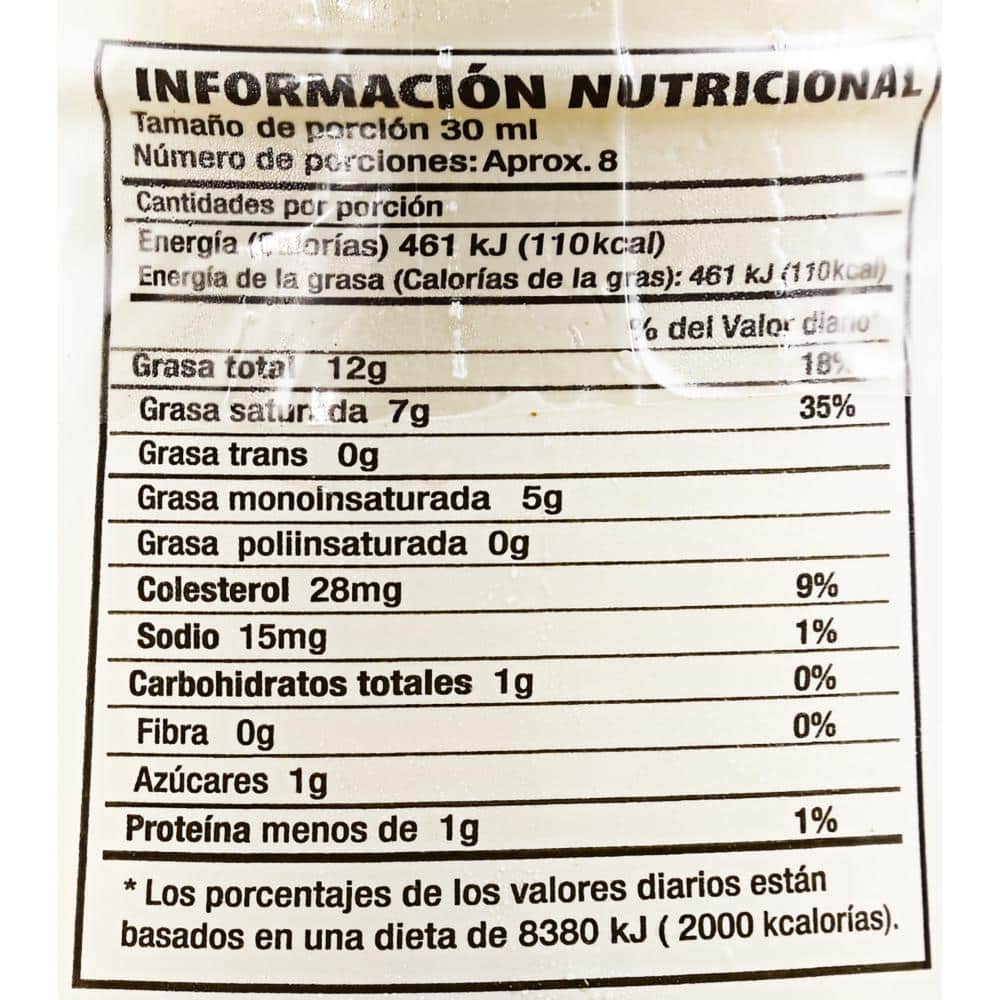 INFORMACIÓN NUTRICIONAL
Tamaño de porción 30 ml
Número de porciones: Aprox. 8
Cantidades por porción
Energía (Calorías) 461 kJ (110kcal)
Energía de la grasa (Calorías de la gras): 461 kJ (110kcal)
% del Valor diario*
Grasa total 12g 18%
Grasa saturada 7g 35%
Grasa trans 0g
Grasa monoinsaturada 5g
Grasa poliinsaturada 0g
Colesterol 28mg 9%
Sodio 15mg 1%
Carbohidratos totales 1g 0%
Fibra 0g 0%
Azúcares 1g
Proteína menos de 1g 1%
* Los porcentajes de los valores diarios están
basados en una dieta de 8380 kJ ( 2000 kcalorías).